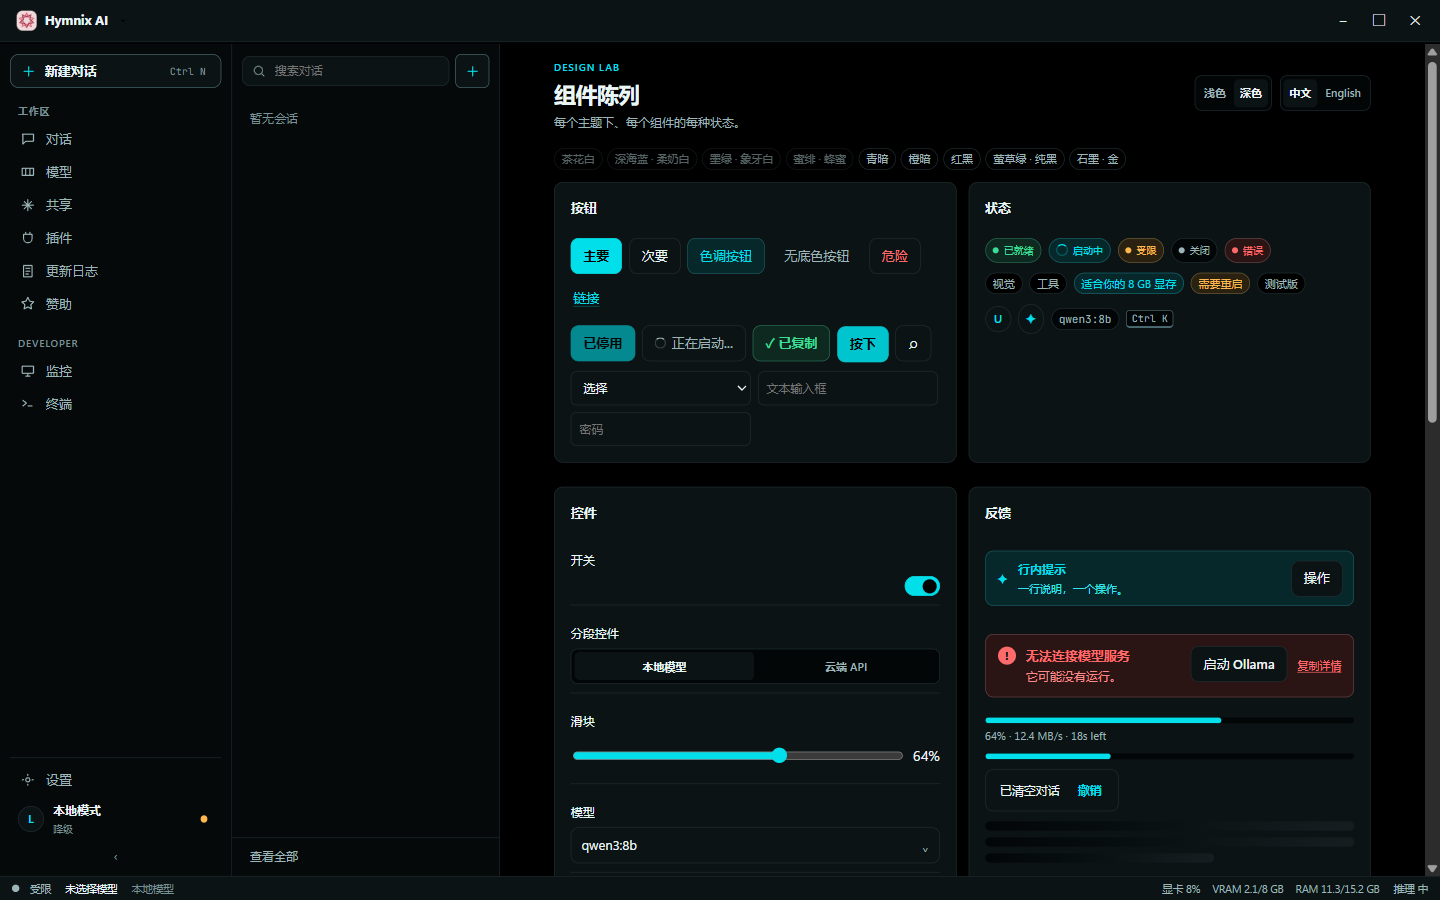 Hymnix AI
新建对话 Ctrl N
工作区
对话
模型
共享
插件
更新日志
赞助
DEVELOPER
监控
终端
设置
L 本地模式
降级
搜索对话
暂无会话
查看全部
DESIGN LAB
组件陈列
每个主题下、每个组件的每种状态。
浅色 深色 中文 English
茶花白 深海蓝 · 柔奶白 墨绿 · 象牙白 蜜绯 · 蜂蜜 青暗 橙暗 红黑 萤草绿 · 纯黑 石墨 · 金
按钮
主要 次要 色调按钮 无底色按钮 危险
链接
已停用 正在启动... ✓ 已复制 按下
选择 文本输入框
密码
状态
已就绪 启动中 受限 关闭 错误
视觉 工具 适合你的 8 GB 显存 需要重启 测试版
U qwen3:8b Ctrl K
控件
开关
分段控件
本地模型 云端 API
滑块
64%
模型
qwen3:8b
反馈
行内提示
一行说明，一个操作。
操作
无法连接模型服务
它可能没有运行。
启动 Ollama 复制详情
64% · 12.4 MB/s · 18s left
已清空对话 撤销
受限 未选择模型 本地模型
显卡 8% VRAM 2.1/8 GB RAM 11.3/15.2 GB 推理 中